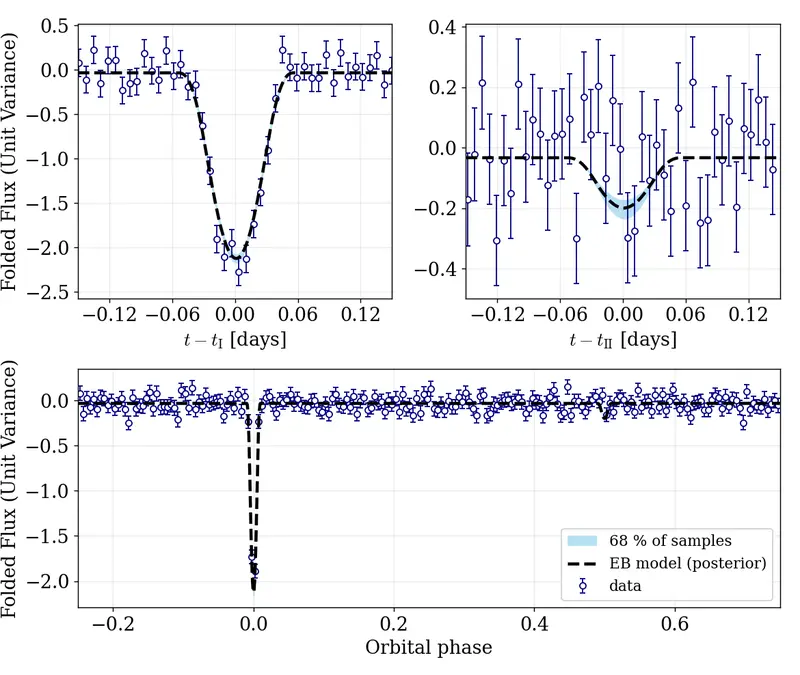 Folded Flux (Unit Variance)
0.5
0.0
−0.5
−1.0
−1.5
−2.0
−2.5
−0.12 −0.06 0.00 0.06 0.12
t − tI [days]
0.4
0.2
0.0
−0.2
−0.4
−0.12 −0.06 0.00 0.06 0.12
t − tII [days]
Folded Flux (Unit Variance)
0.0
−0.5
−1.0
−1.5
−2.0
68 % of samples
EB model (posterior)
data
−0.2 0.0 0.2 0.4 0.6
Orbital phase